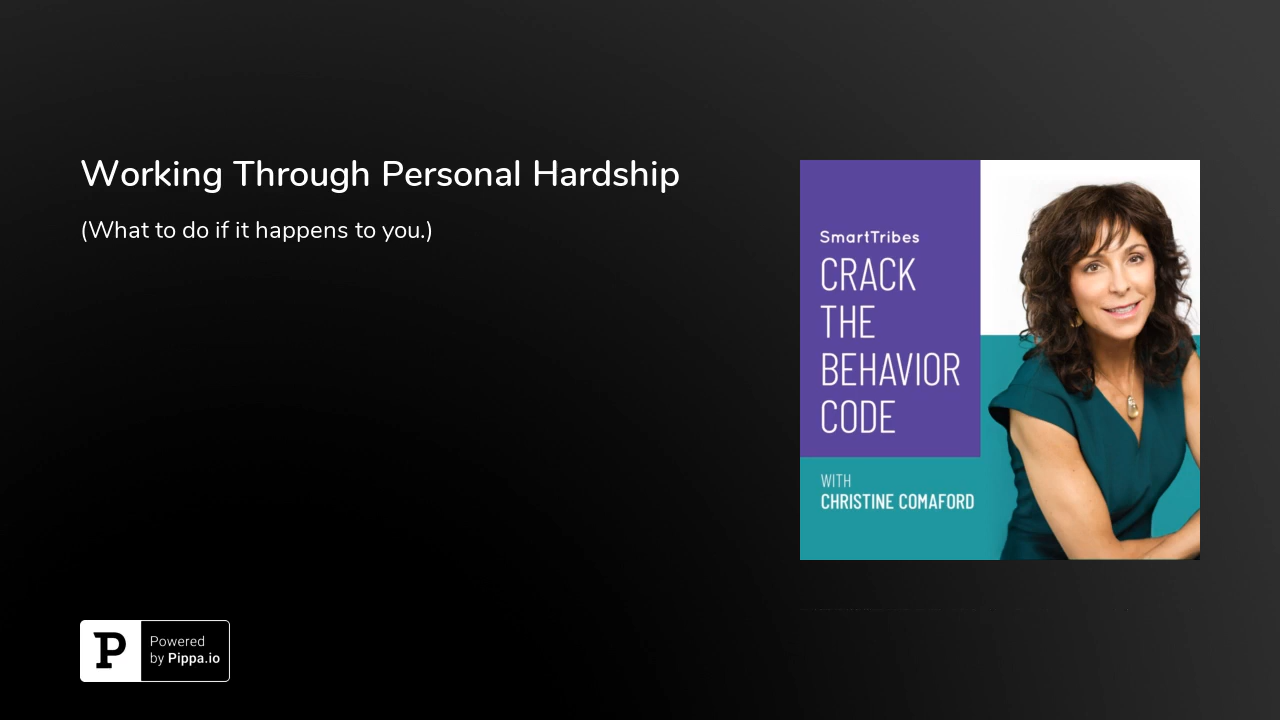 Working Through Personal Hardship
(What to do if it happens to you.)
SmartTribes
CRACK
THE
BEHAVIOR
CODE
WITH
CHRISTINE COMAFORD
P
Powered
by Pippa.io